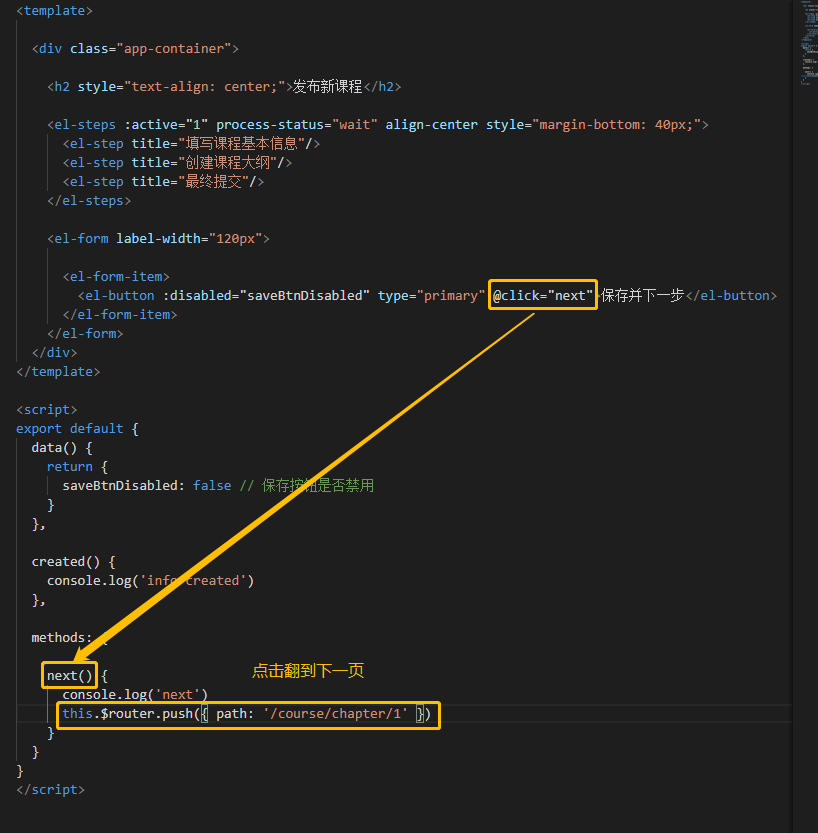 <template>
<div class="app-container">
<h2 style="text-align: center;">发布新课程</h2>
<el-steps :active="1" process-status="wait" align-center style="margin-bottom: 40px;">
<el-step title="填写课程基本信息"/>
<el-step title="创建课程大纲"/>
<el-step title="最终提交"/>
</el-steps>
<el-form label-width="120px">
<el-form-item>
<el-button :disabled="saveBtnDisabled" type="primary" @click="next">保存并下一步</el-button>
</el-form-item>
</el-form>
</div>
</template>
<script>
export default {
data() {
return {
saveBtnDisabled: false // 保存按钮是否禁用
}
},
created() {
console.log('info created')
},
methods: {
next() {
点击翻到下一页
console.log('next')
this.$router.push({ path: '/course/chapter/1' })
}
}
}
</script>